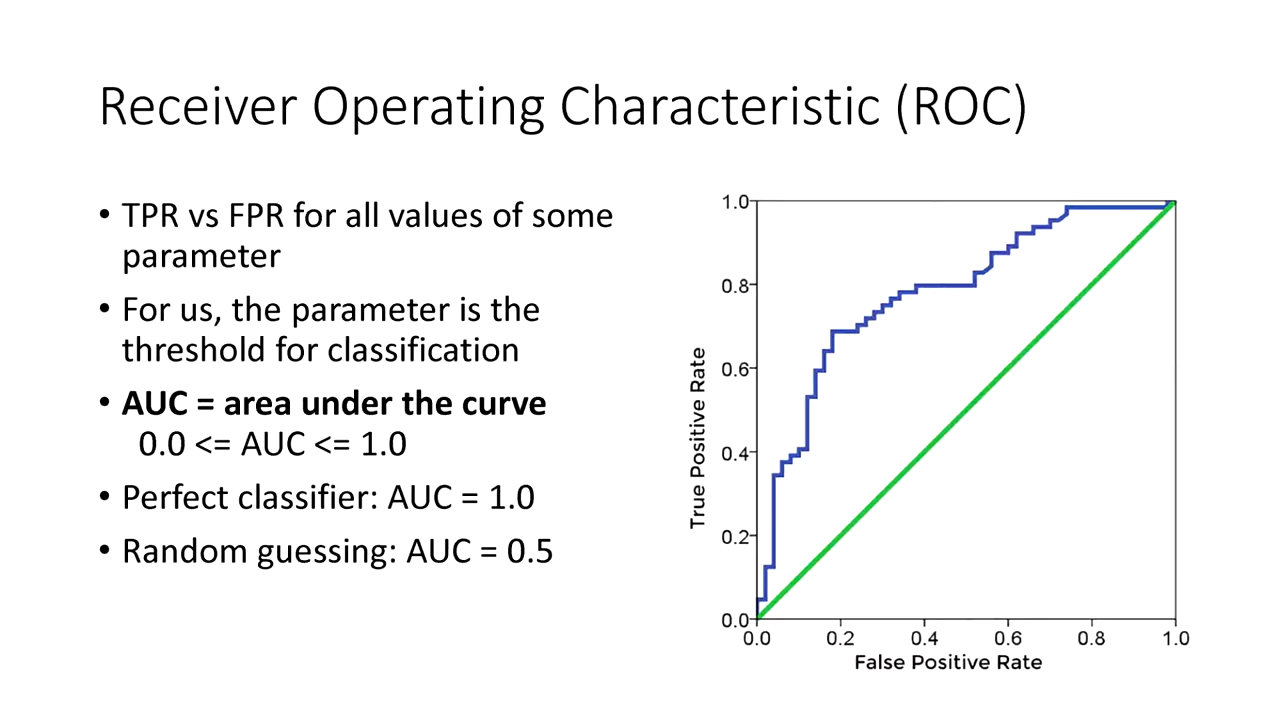 Receiver Operating Characteristic (ROC)
• TPR vs FPR for all values of some
parameter
• For us, the parameter is the
threshold for classification
• AUC = area under the curve
0.0 <= AUC <= 1.0
• Perfect classifier: AUC = 1.0
• Random guessing: AUC = 0.5
True Positive Rate
1.0
0.8
0.6
0.4
0.2
0.0
0.0 0.2 0.4 0.6 0.8 1.0
False Positive Rate